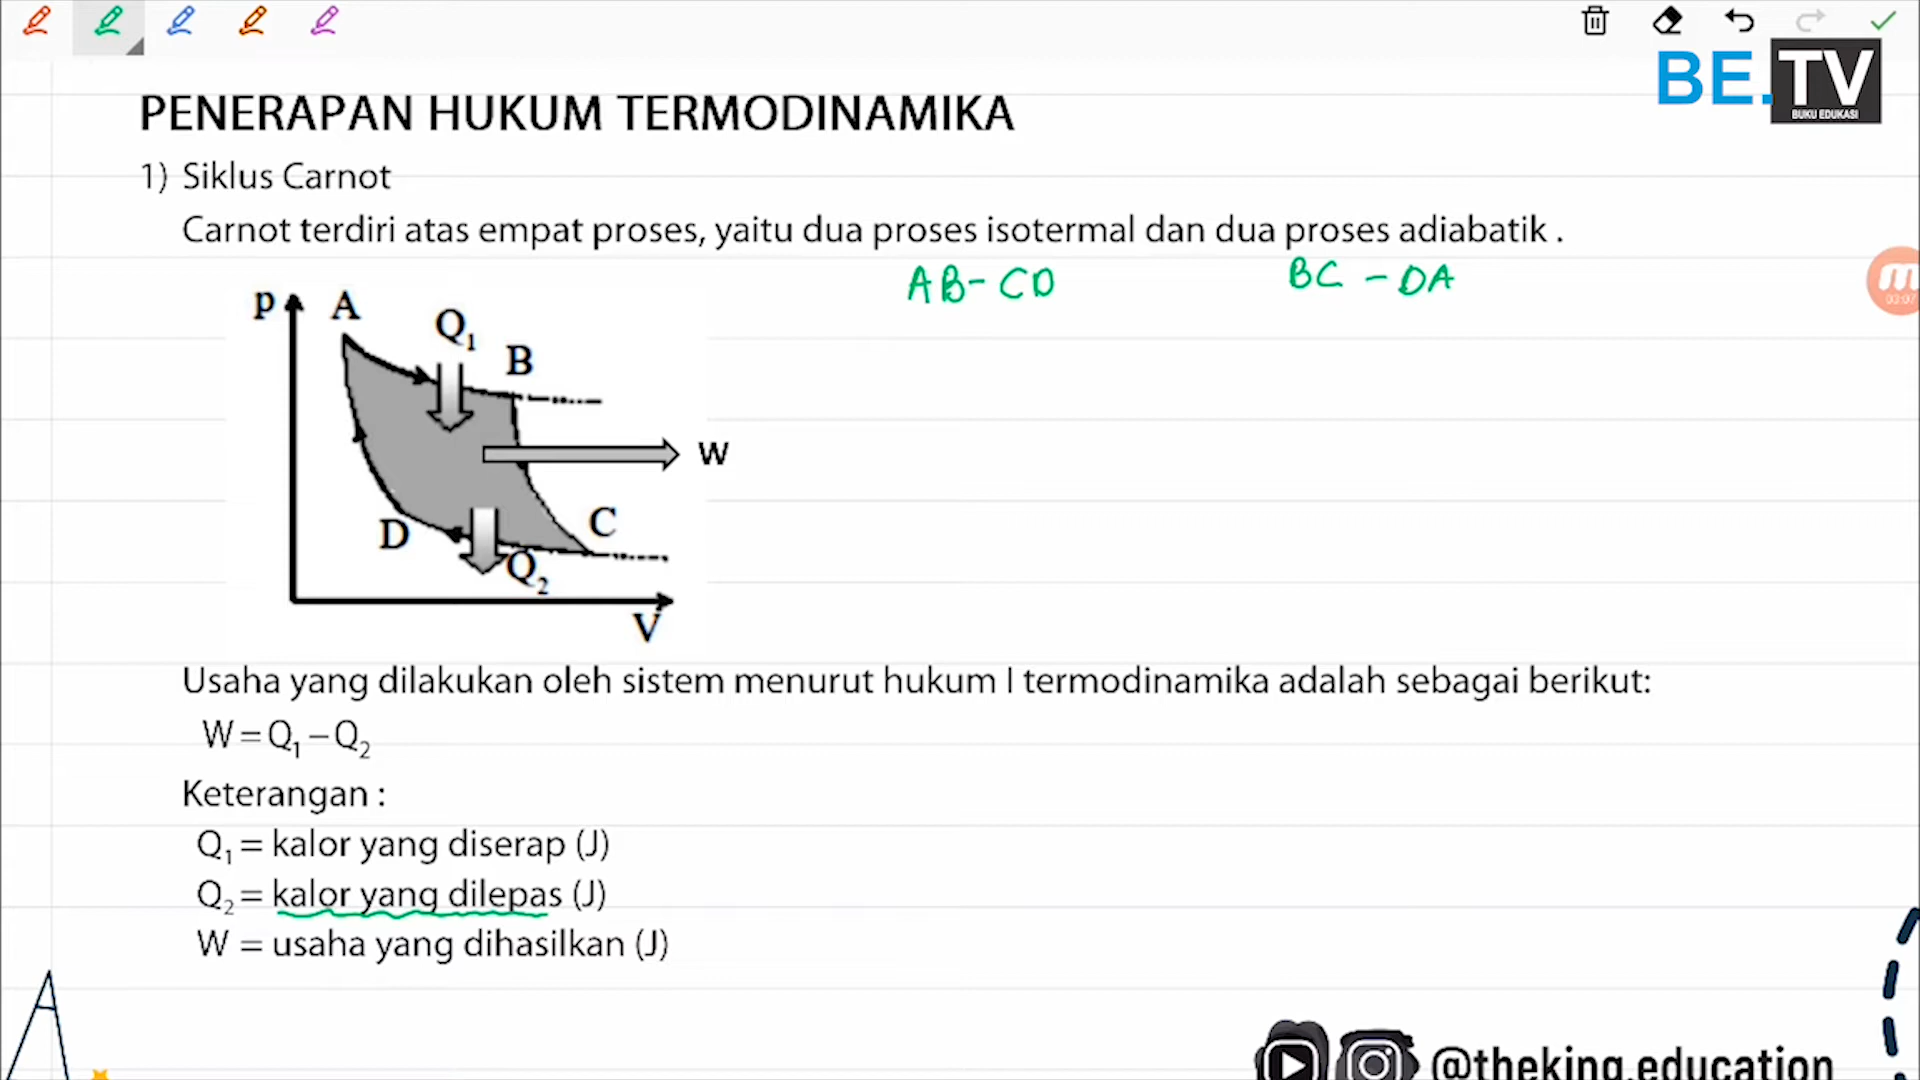 BE.TV
BUKU EDUKASI
PENERAPAN HUKUM TERMODINAMIKA
1) Siklus Carnot
Carnot terdiri atas empat proses, yaitu dua proses isotermal dan dua proses adiabatik .
AB- CD
BC - DA
03:07
P
A
Q₁
B
W
D
C
Q₂
V
Usaha yang dilakukan oleh sistem menurut hukum I termodinamika adalah sebagai berikut:
W = Q₁ – Q₂
Keterangan :
Q₁ = kalor yang diserap (J)
Q₂ = kalor yang dilepas (J)
W = usaha yang dihasilkan (J)
A
@theking.education